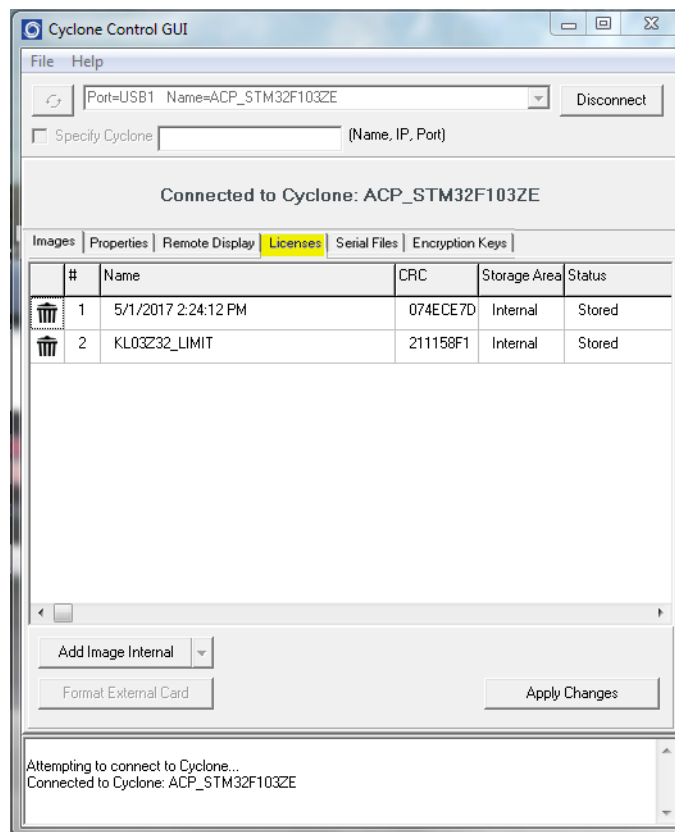 Cyclone Control GUI
File Help
Port=USB1 Name=ACP_STM32F103ZE
Disconnect
Specify Cyclone
(Name, IP, Port)
Connected to Cyclone: ACP_STM32F103ZE
Images Properties Remote Display Licenses Serial Files Encryption Keys
# Name CRC Storage Area Status
1 5/1/2017 2:24:12 PM 074ECE7D Internal Stored
2 KL03Z32_LIMIT 211158F1 Internal Stored
Add Image Internal
Format External Card
Apply Changes
Attempting to connect to Cyclone...
Connected to Cyclone: ACP_STM32F103ZE